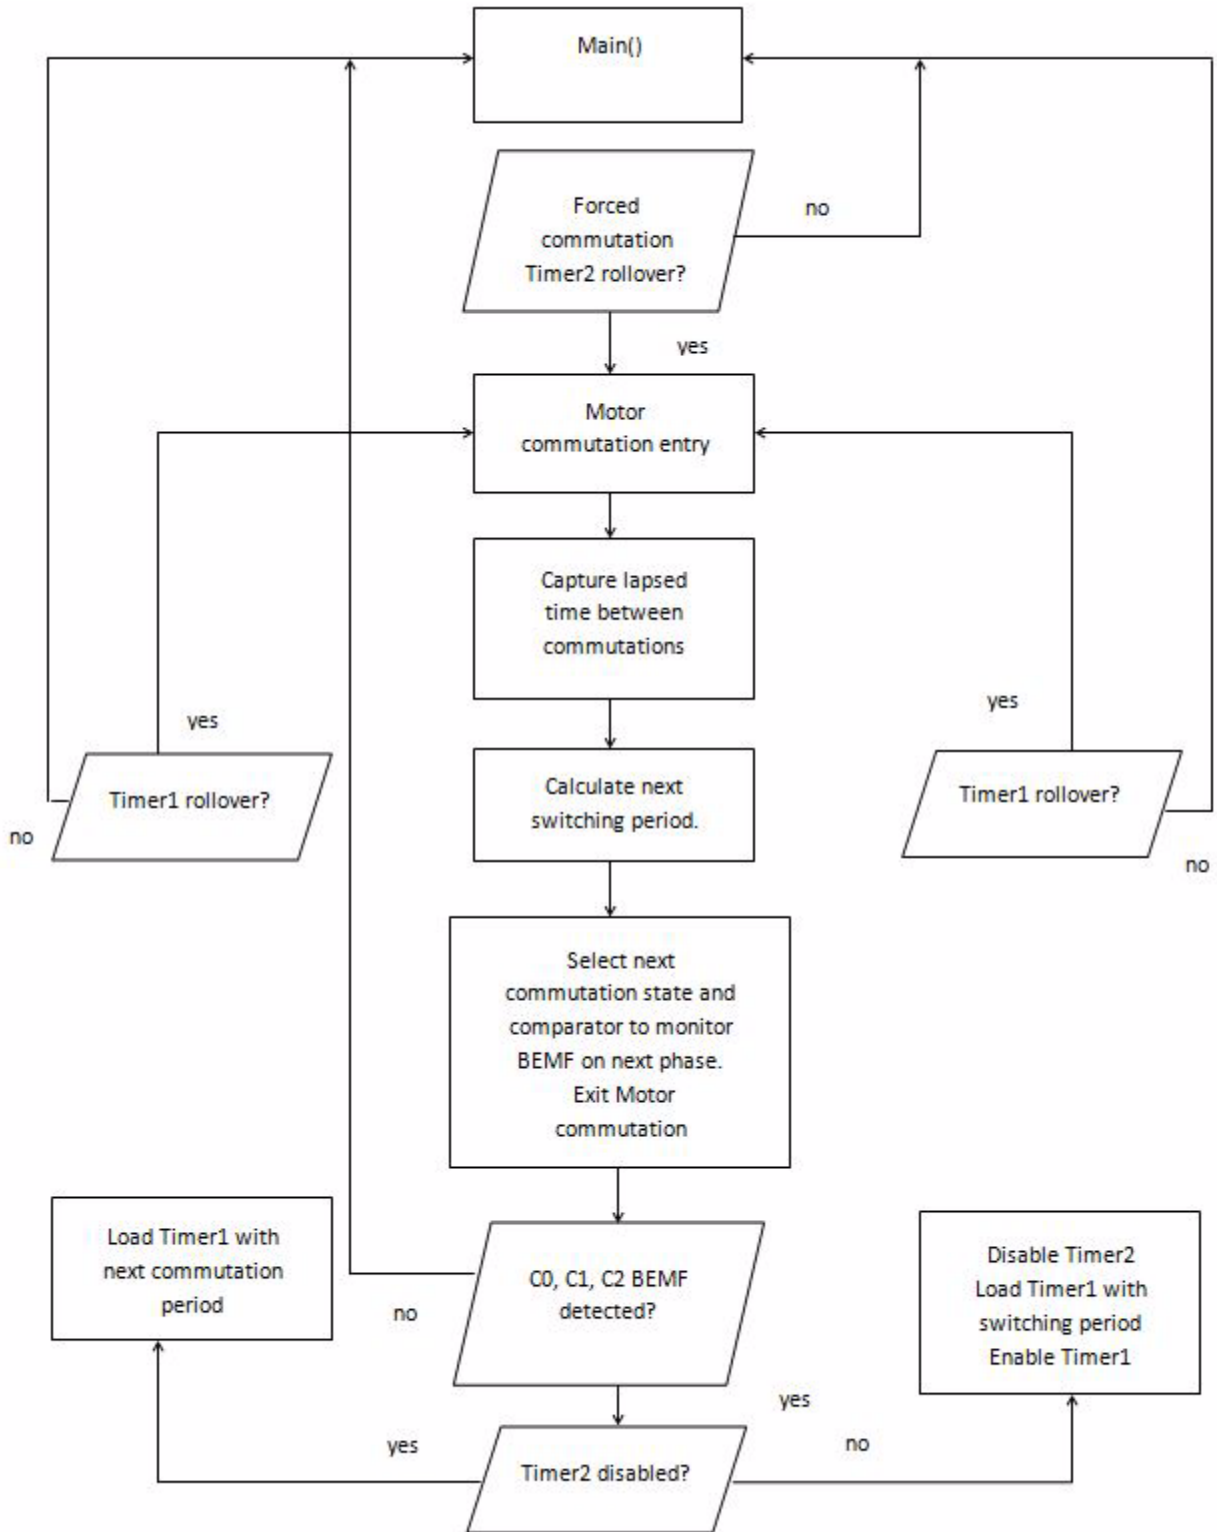 Main()
Forced
commutation
Timer2 rollover?
no
yes
Motor
commutation entry
Capture lapsed
time between
commutations
yes
Timer1 rollover?
no
Calculate next
switching period.
yes
Timer1 rollover?
no
Select next
commutation state and
comparator to monitor
BEMF on next phase.
Exit Motor
commutation
Load Timer1 with
next commutation
period
C0, C1, C2 BEMF
detected?
no
yes
Disable Timer2
Load Timer1 with
switching period
Enable Timer1
yes
Timer2 disabled?
no